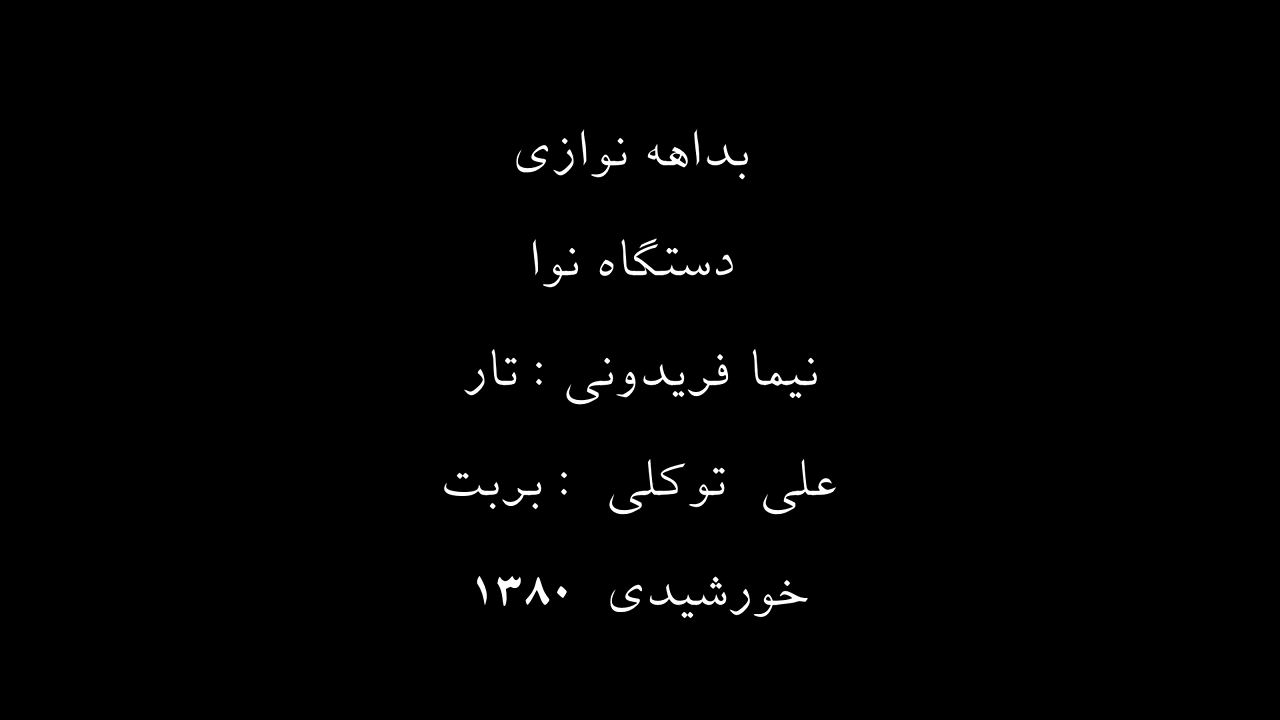 بداهه نوازی
دستگاه نوا
نیما فریدونی : تار
علی توکلی : بربت
خورشیدی ۱۳۸۰